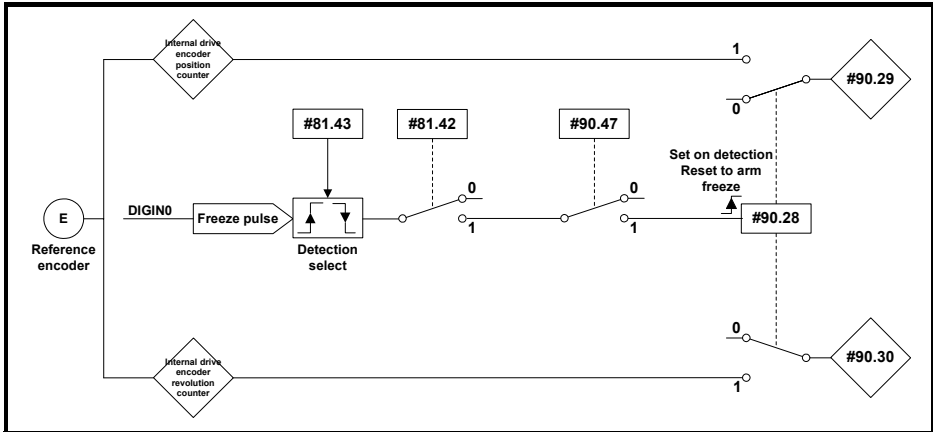 Internal drive
encoder
position
counter
1
#90.29
0
#81.43
#81.42
#90.47
Set on detection
Reset to arm
freeze
0
0
DIGIN0
Freeze pulse
E
1
1
#90.28
Reference
encoder
Detection
select
0
#90.30
Internal drive
encoder
revolution
counter
1